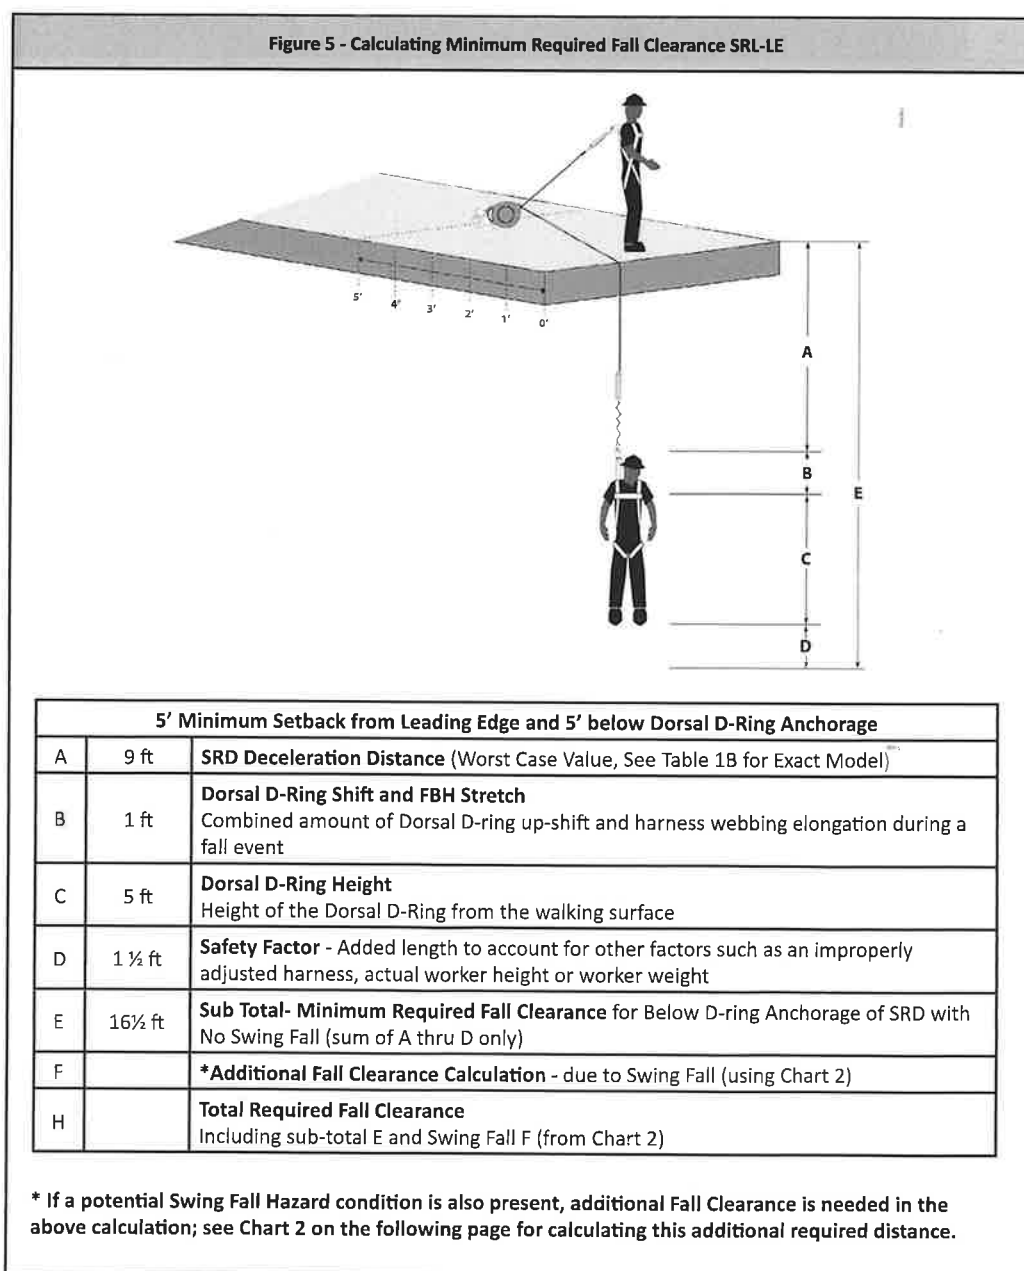 Figure 5 - Calculating Minimum Required Fall Clearance SRL-LE
5'
4'
3'
2'
1'
0'
A
B
E
C
D
5' Minimum Setback from Leading Edge and 5' below Dorsal D-Ring Anchorage
A 9 ft SRD Deceleration Distance (Worst Case Value, See Table 1B for Exact Model)
Dorsal D-Ring Shift and FBH Stretch
B 1 ft Combined amount of Dorsal D-ring up-shift and harness webbing elongation during a
fall event
C 5 ft Dorsal D-Ring Height
Height of the Dorsal D-Ring from the walking surface
D 1 ½ ft Safety Factor - Added length to account for other factors such as an improperly
adjusted harness, actual worker height or worker weight
E 16½ ft Sub Total- Minimum Required Fall Clearance for Below D-ring Anchorage of SRD with
No Swing Fall (sum of A thru D only)
F *Additional Fall Clearance Calculation - due to Swing Fall (using Chart 2)
H Total Required Fall Clearance
Including sub-total E and Swing Fall F (from Chart 2)
* If a potential Swing Fall Hazard condition is also present, additional Fall Clearance is needed in the
above calculation; see Chart 2 on the following page for calculating this additional required distance.